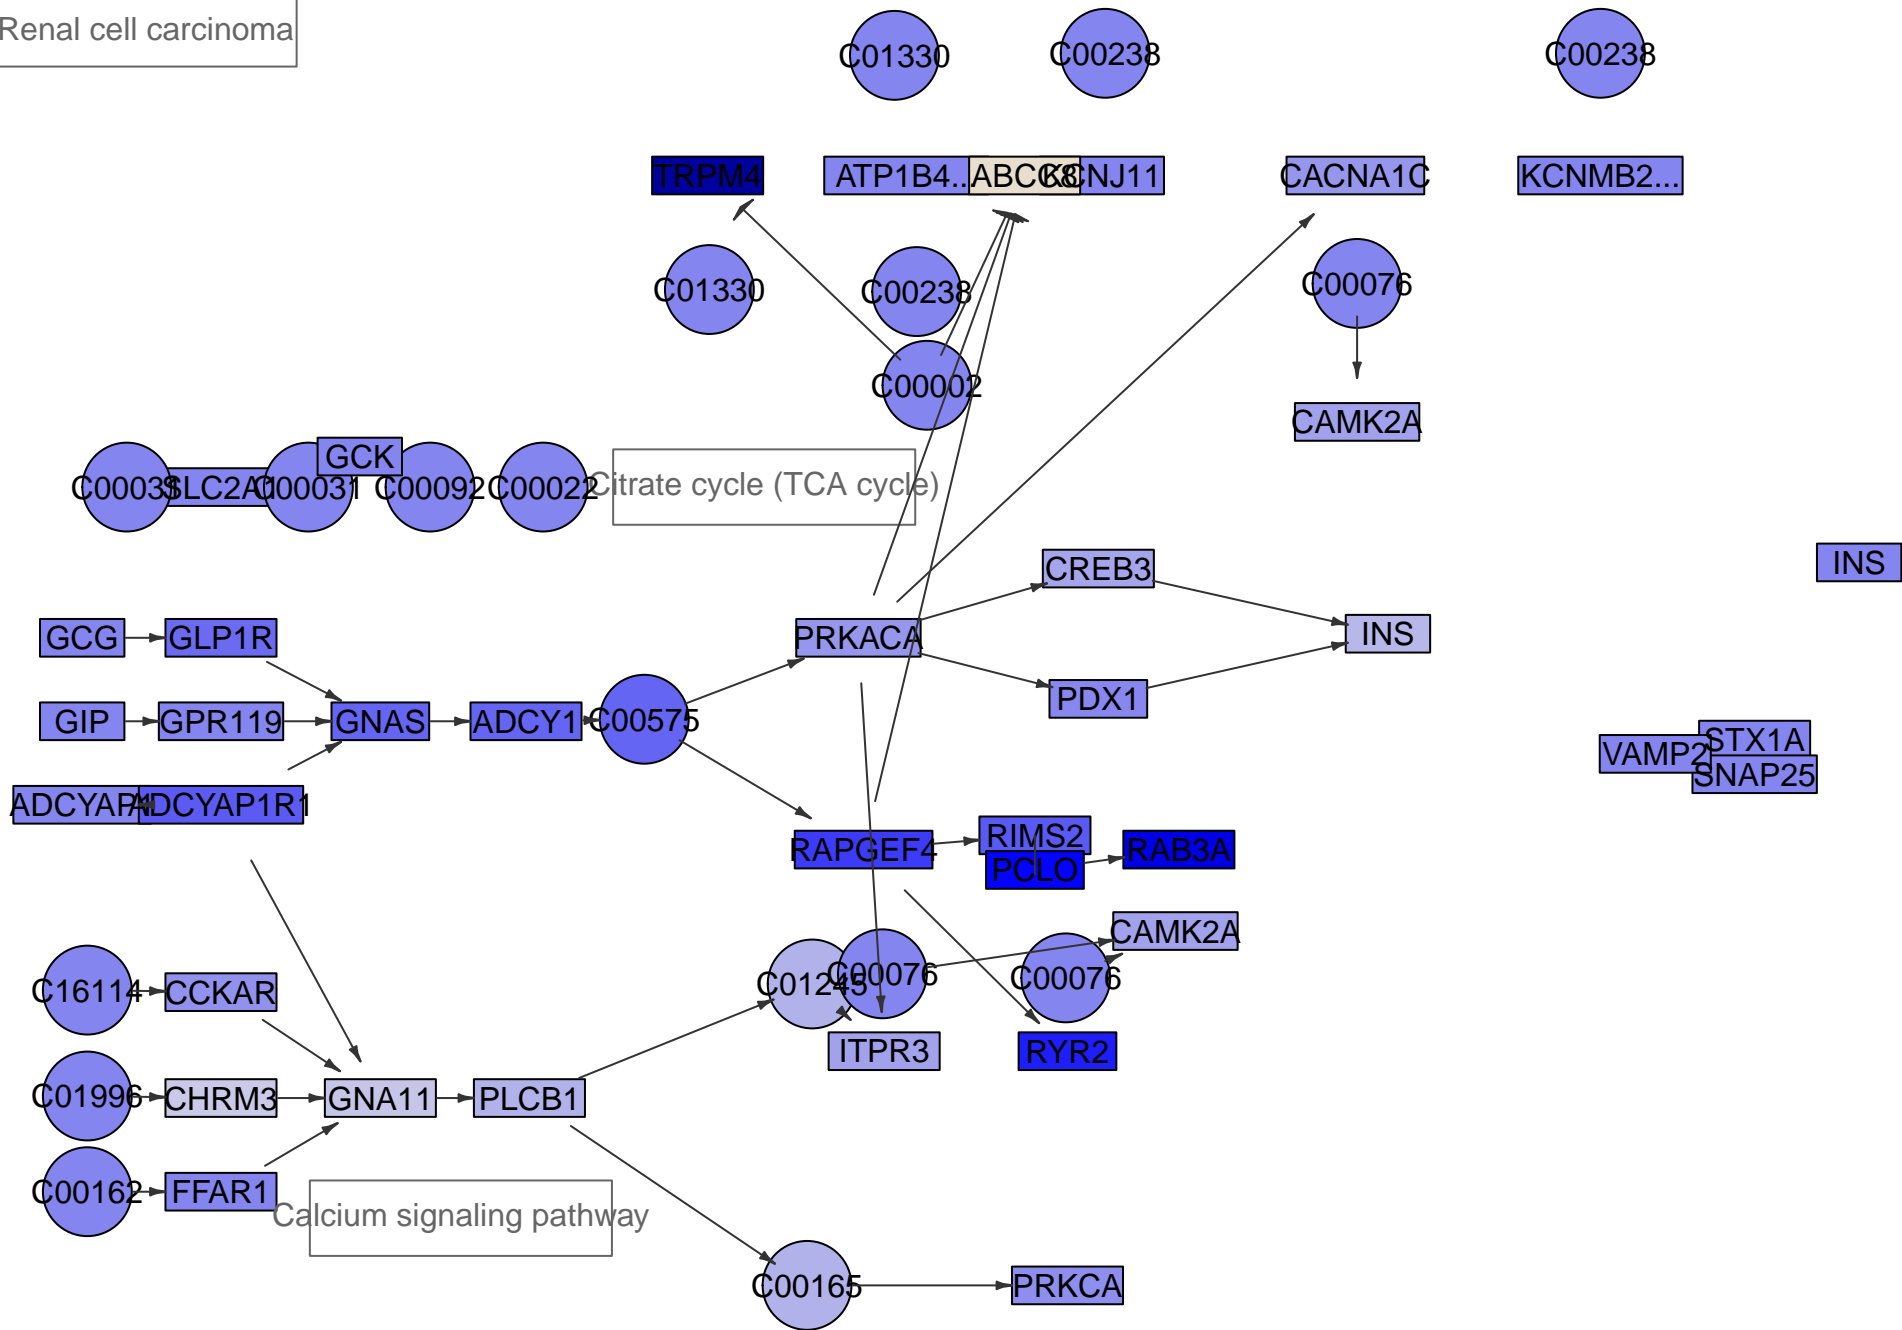 Renal cell carcinoma
C01330
C00238
C00238
TRPM4
ATP1B4...
ABCC8
KCNJ11
CACNA1C
KCNMB2...
C01330
C00238
C00076
C00002
CAMK2A
C00031
SLC2A1
C00031
GCK
C00092
C00022
Citrate cycle (TCA cycle)
CREB3
INS
GCG
GLP1R
PRKACA
INS
PDX1
GIP
GPR119
GNAS
ADCY1
C00575
VAMP2
STX1A
SNAP25
ADCYAP1
ADCYAP1R1
RAPGEF4
RIMS2
PCLO
RAB3A
CAMK2A
C16114
CCKAR
C01245
C00076
C00076
ITPR3
RYR2
C01996
CHRM3
GNA11
PLCB1
C00162
FFAR1
Calcium signaling pathway
C00165
PRKCA